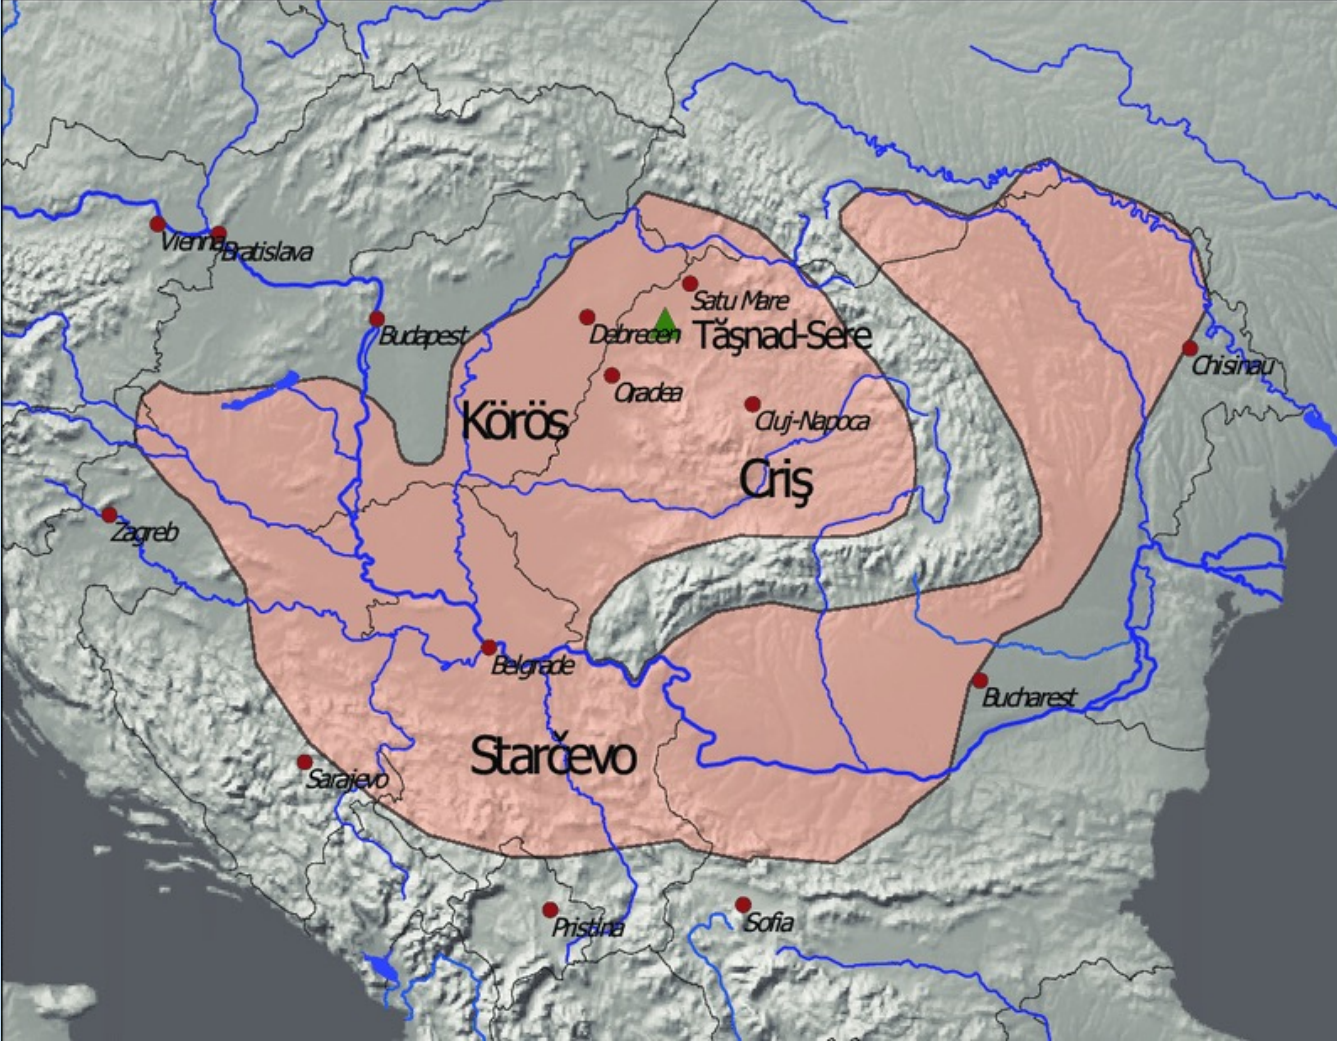 Vienna
Bratislava
Satu Mare
Budapest
Debrecen
Tăşnad-Sere
Chisinau
Oradea
Körös
Cluj-Napoca
Criş
Zagreb
Belgrade
Bucharest
Starčevo
Sarajevo
Pristina
Sofia